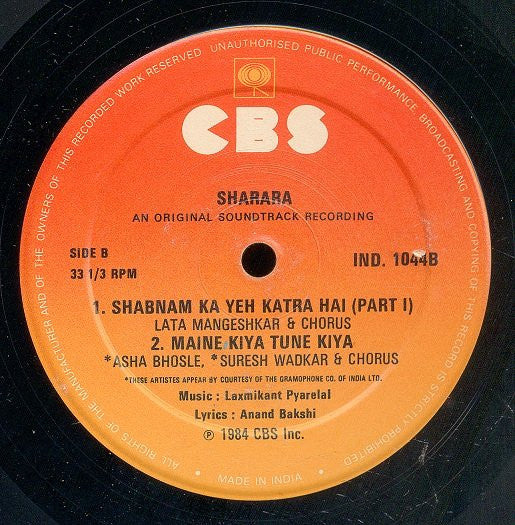 ALL RIGHTS OF THE MANUFACTURER AND OF THE OWNERS OF THIS RECORDED WORK RESERVED UNAUTHORISED PUBLIC PERFORMANCE BROADCASTING AND COPYING OF THIS RECORD IS STRICTLY PROHIBITED
CBS
SHARARA
AN ORIGINAL SOUNDTRACK RECORDING
SIDE B
33 1/3 RPM
IND. 1044B
1. SHABNAM KA YEH KATRA HAI (PART I)
LATA MANGESHKAR & CHORUS
2. MAINE KIYA TUNE KIYA
*ASHA BHOSLE, *SURESH WADKAR & CHORUS
*THESE ARTISTES APPEAR BY COURTESY OF THE GRAMOPHONE CO. OF INDIA LTD.
Music : Laxmikant Pyarelal
Lyrics : Anand Bakshi
℗ 1984 CBS Inc.
• MADE IN INDIA •